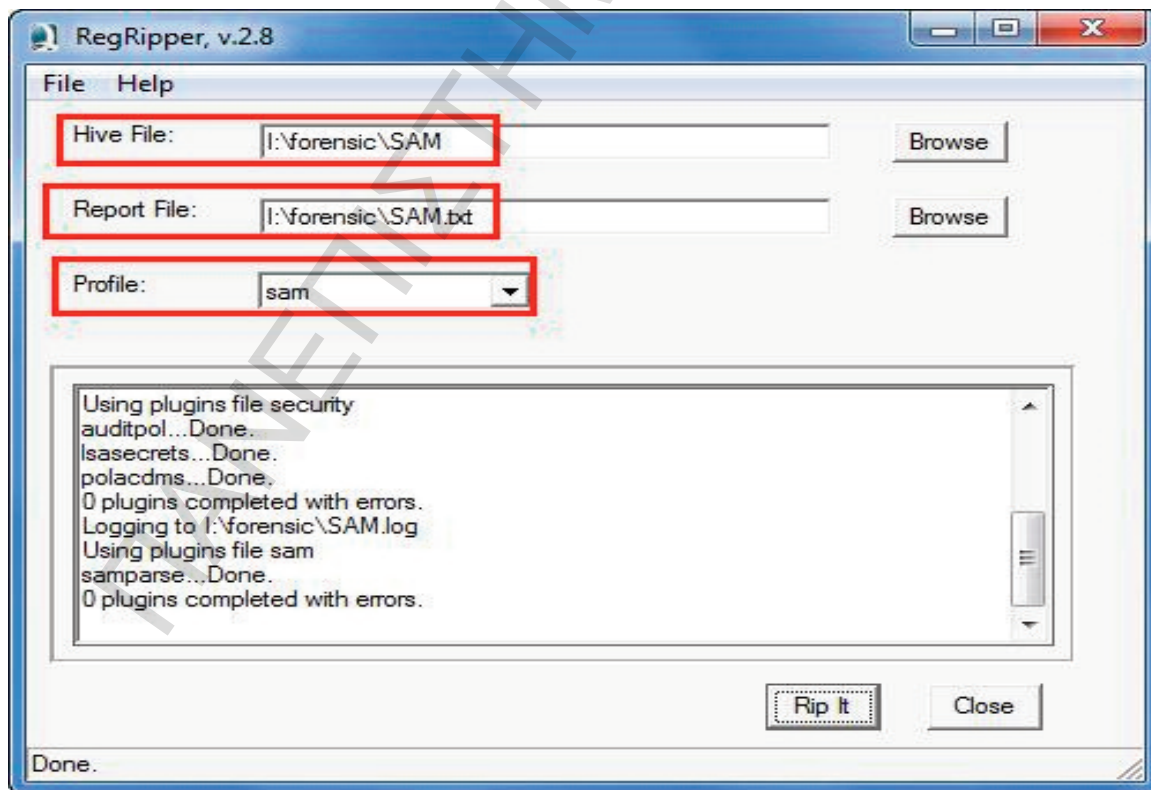 RegRipper, v.2.8
File Help
Hive File: I:\forensic\SAM Browse
Report File: I:\forensic\SAM.txt Browse
Profile: sam
Using plugins file security
auditpol...Done.
lsasecrets...Done.
polacdms...Done.
0 plugins completed with errors.
Logging to I:\forensic\SAM.log
Using plugins file sam
samparse...Done.
0 plugins completed with errors.
Rip It Close
Done.
ΠΑΝΕΠΙΣΤΗΜ